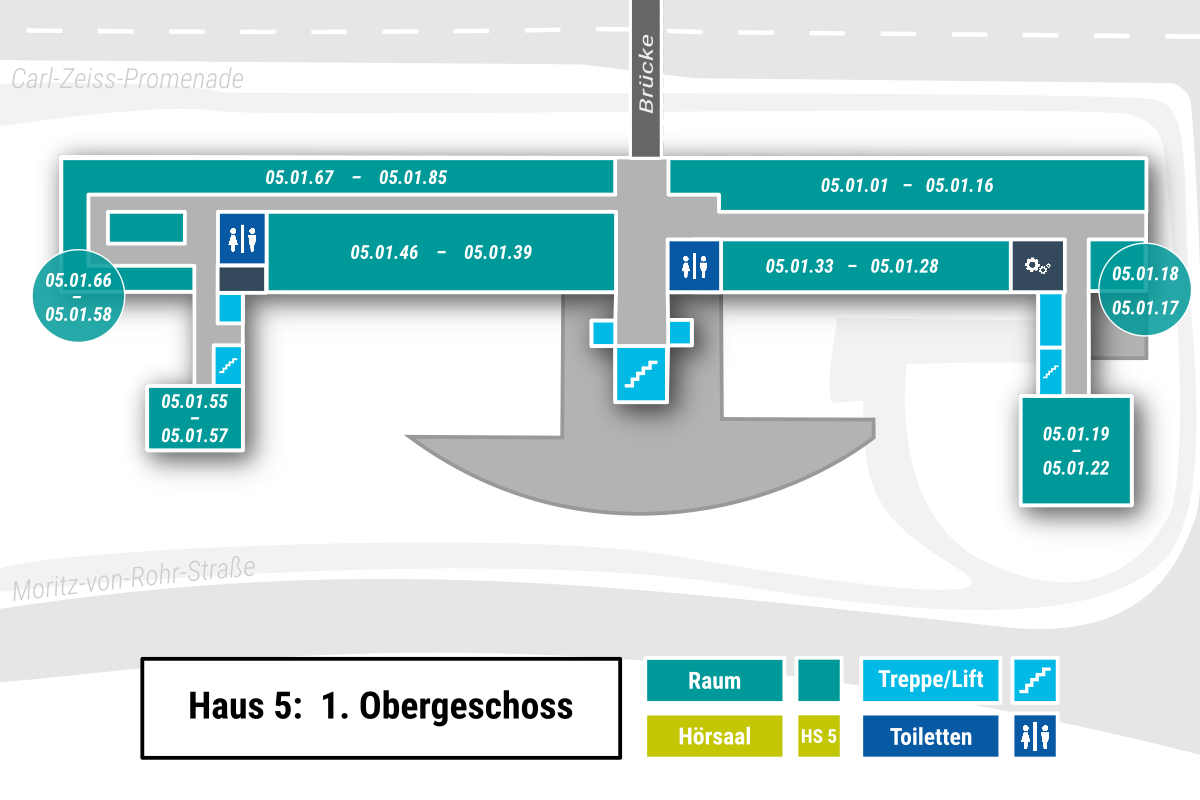 Brücke
Carl-Zeiss-Promenade
05.01.67 – 05.01.85
05.01.01 – 05.01.16
05.01.46 – 05.01.39
05.01.33 – 05.01.28
05.01.66
–
05.01.58
05.01.18
05.01.17
05.01.55
–
05.01.57
05.01.19
–
05.01.22
Moritz-von-Rohr-Straße
Haus 5: 1. Obergeschoss
Raum
Treppe/Lift
Hörsaal
HS 5
Toiletten